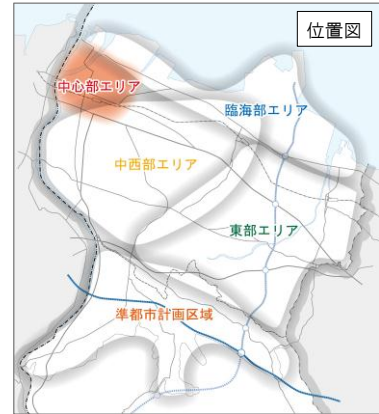 位置図
中心部エリア
臨海部エリア
中西部エリア
東部エリア
準都市計画区域